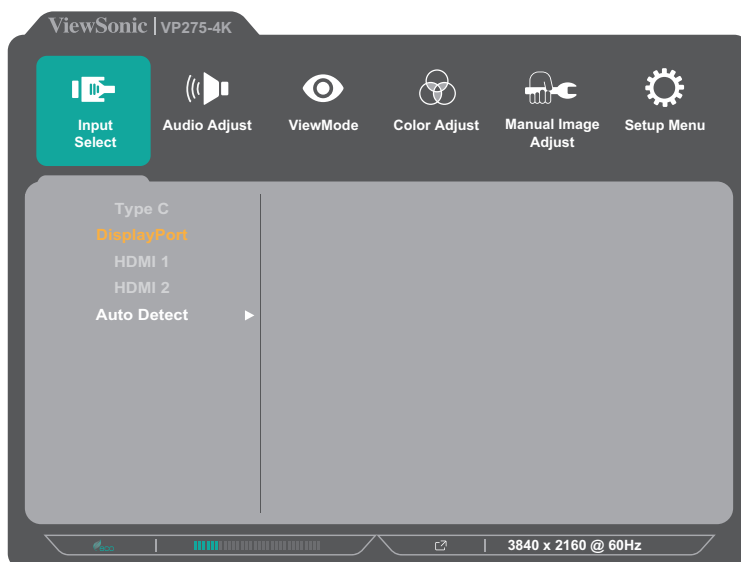 ViewSonic | VP275-4K
Input
Select
Audio Adjust
ViewMode
Color Adjust
Manual Image
Adjust
Setup Menu
Type C
DisplayPort
HDMI 1
HDMI 2
Auto Detect
3840 x 2160 @ 60Hz